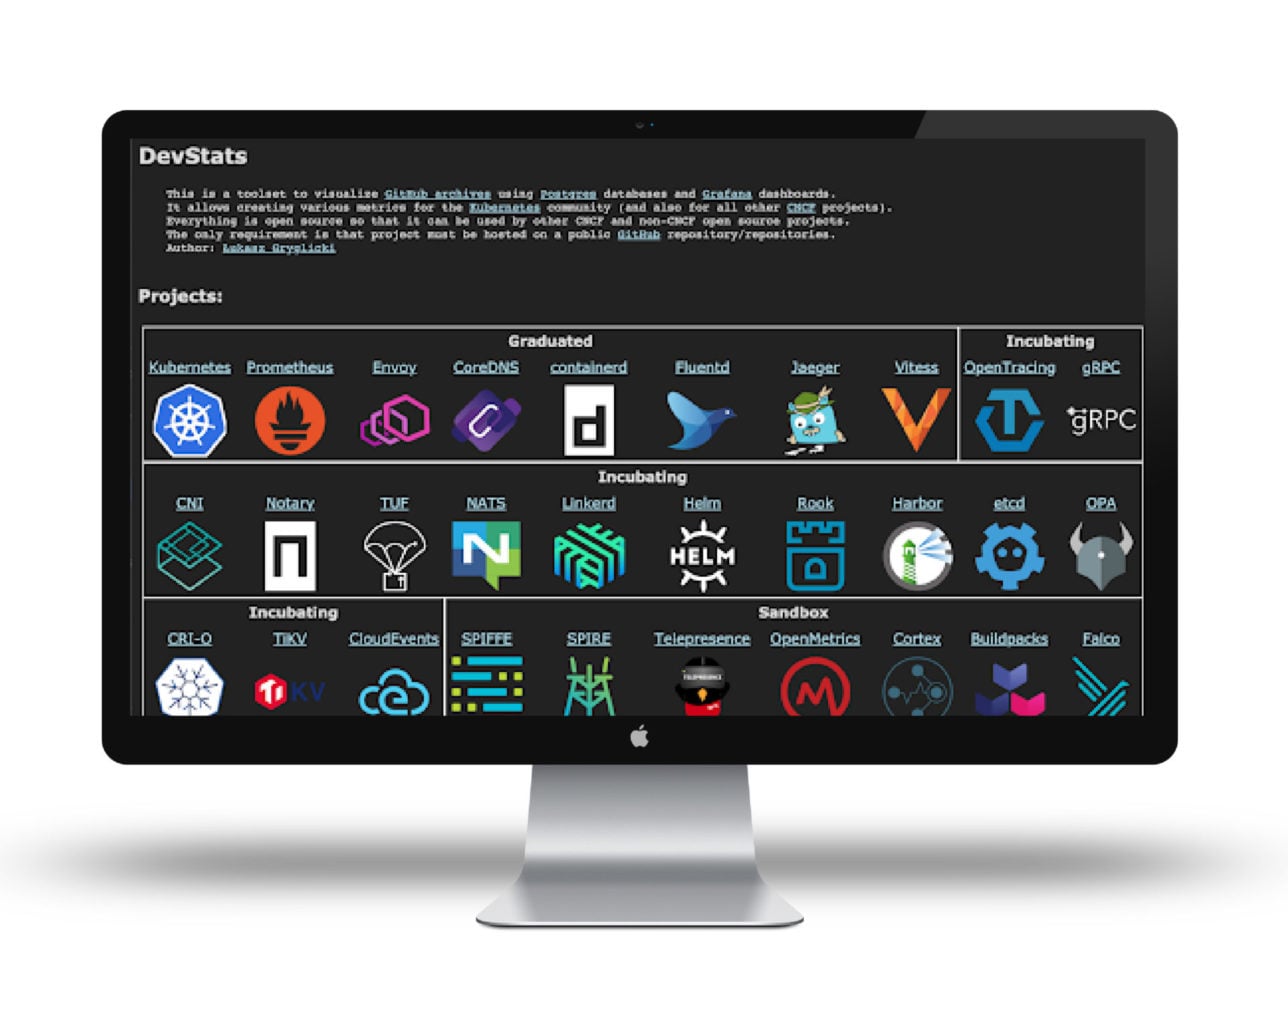 DevStats
This is a toolset to visualize GitHub archives using Postgres databases and Grafana dashboards.
It allows creating various metrics for the Kubernetes community (and also for all other CNCF projects).
Everything is open source so that it can be used by other CNCF and non-CNCF open source projects.
The only requirement is that project must be hosted on a public GitHub repository/repositories.
Author: Łukasz Gryglicki
Projects:
Graduated Incubating
Kubernetes Prometheus Envoy CoreDNS containerd Fluentd Jaeger Vitess OpenTracing gRPC
d T gRPC
Incubating
CNI Notary TUF NATS Linkerd Helm Rook Harbor etcd OPA
n N HELM
Incubating Sandbox
CRI-O TiKV CloudEvents SPIFFE SPIRE Telepresence OpenMetrics Cortex Buildpacks Falco
TiKV TELEPRESENCE M